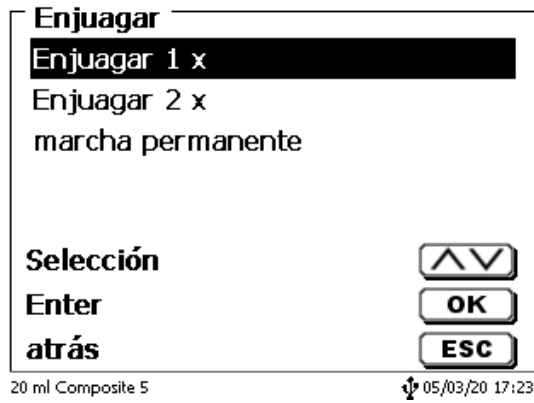 Enjuagar
Enjuagar 1 x
Enjuagar 2 x
marcha permanente
Selección
Enter OK
atrás ESC
20 ml Composite 5 05/03/20 17:23